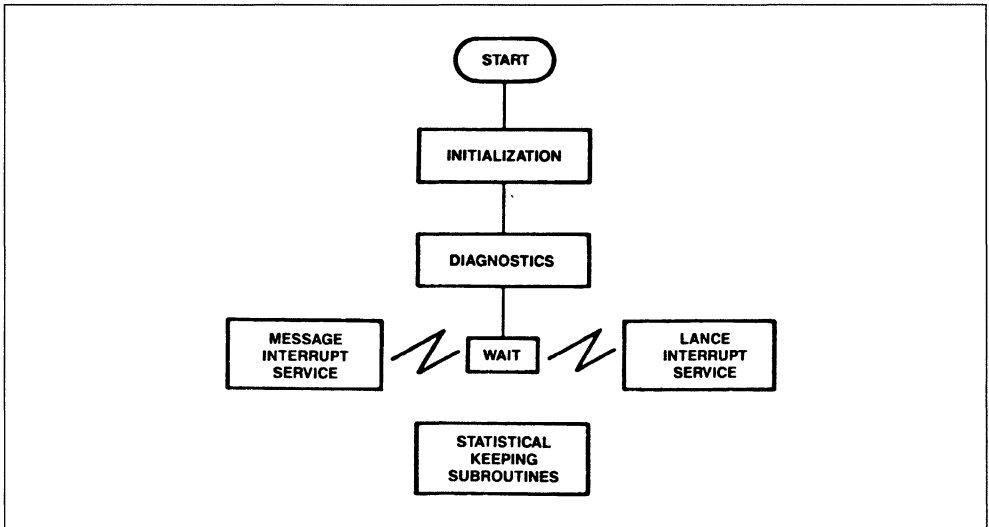 START
INITIALIZATION
DIAGNOSTICS
MESSAGE
INTERRUPT
SERVICE
WAIT
LANCE
INTERRUPT
SERVICE
STATISTICAL
KEEPING
SUBROUTINES